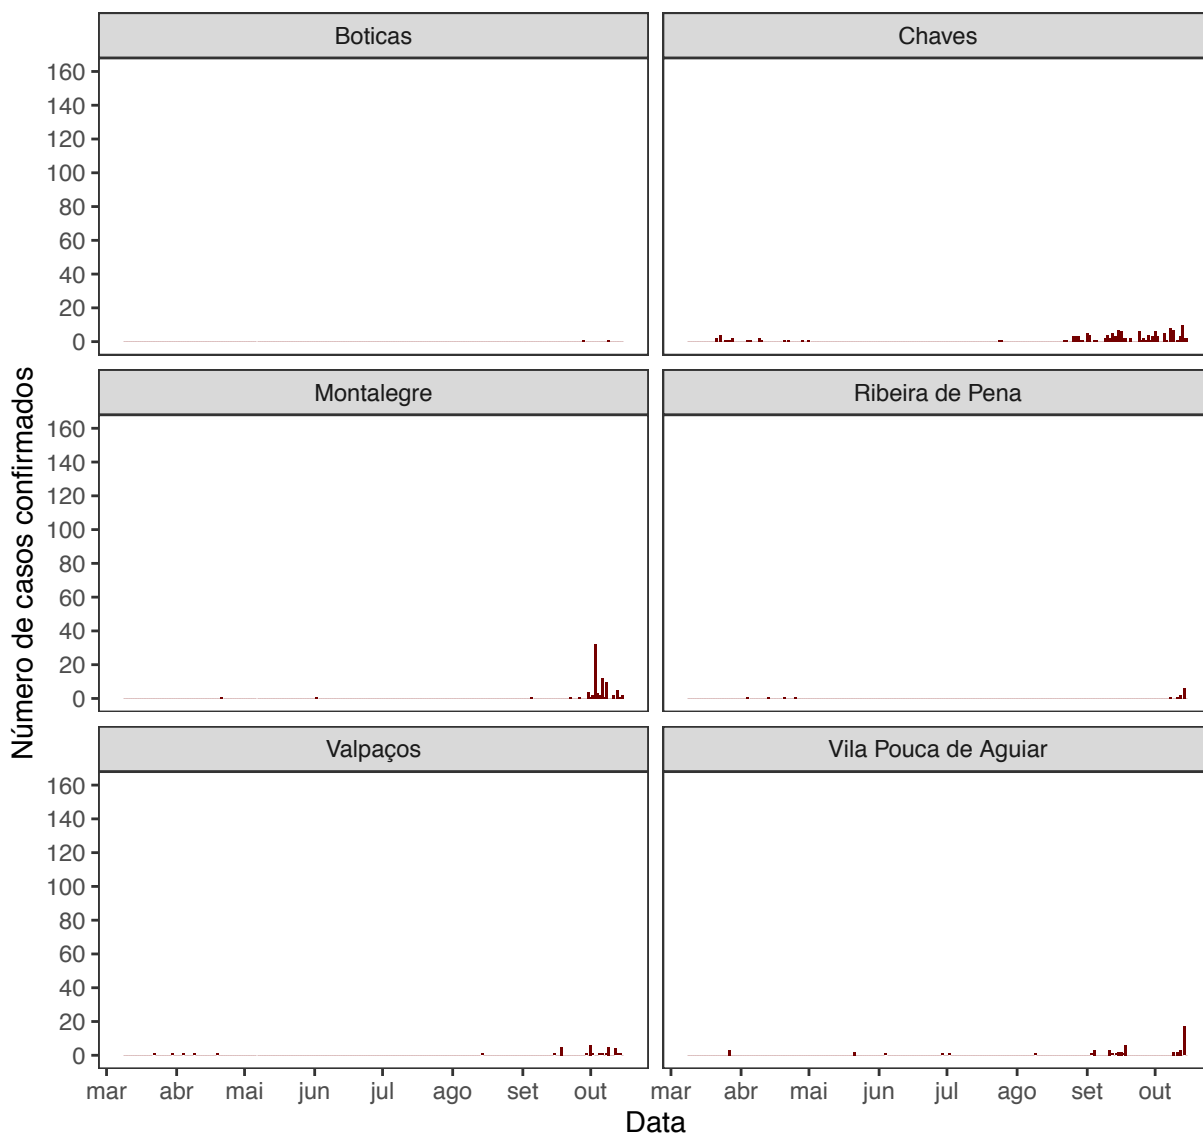 Boticas
Chaves
160
140
120
100
80
60
40
20
0
Montalegre
Ribeira de Pena
160
140
120
100
80
60
40
20
0
Número de casos confirmados
Valpaços
Vila Pouca de Aguiar
160
140
120
100
80
60
40
20
0
mar abr mai jun jul ago set out
mar abr mai jun jul ago set out
Data